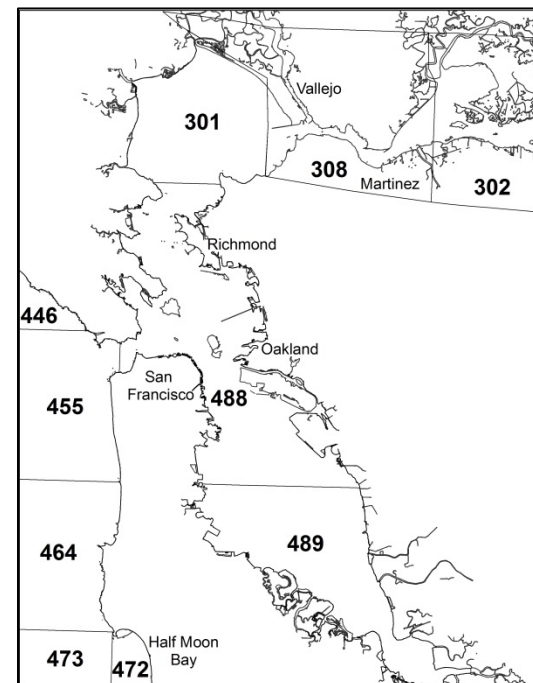 Vallejo
301
308
Martinez
302
Richmond
446
Oakland
San
Francisco
488
455
464
489
Half Moon
Bay
473
472